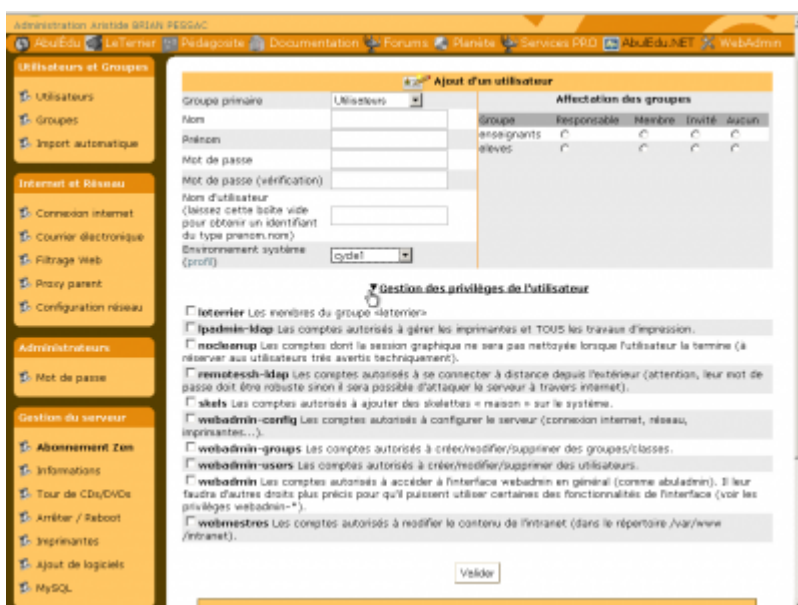 Administration Aristide BRIAN PESSAC
AbulÉdu LeTerrier Pédagosite Documentation Forums Planète Services PRO AbulEdu.NET WebAdmin
Utilisateurs et Groupes
Utilisateurs
Groupes
Import automatique
Internet et Réseau
Connexion internet
Courrier électronique
Filtrage Web
Proxy parent
Configuration réseau
Administrateurs
Mot de passe
Gestion du serveur
Abonnement Zen
Informations
Tour de CDs/DVDs
Arrêter / Reboot
Imprimantes
Ajout de logiciels
MySQL
Ajout d'un utilisateur
Groupe primaire Utilisateurs
Nom
Prénom
Mot de passe
Mot de passe (vérification)
Nom d'utilisateur
(laissez cette boîte vide
pour obtenir un identifiant
du type prenom.nom)
Environnement système
(profil) cycle1
Affectation des groupes
Groupe Responsable Membre Invité Aucun
enseignants
eleves
Gestion des privilèges de l'utilisateur
leterrier Les membres du groupe «leterrier»
lpadmin-ldap Les comptes autorisés à gérer les imprimantes et TOUS les travaux d'impression.
nocleanup Les comptes dont la session graphique ne sera pas nettoyée lorsque l'utilisateur la termine (à
réserver aux utilisateurs très avertis techniquement).
remotessh-ldap Les comptes autorisés à se connecter à distance depuis l'extérieur (attention, leur mot de
passe doit être robuste sinon il sera possible d'attaquer le serveur à travers internet).
skels Les comptes autorisés à ajouter des skelettes « maison » sur le système.
webadmin-config Les comptes autorisés à configurer le serveur (connexion internet, réseau,
imprimantes...).
webadmin-groups Les comptes autorisés à créer/modifier/supprimer des groupes/classes.
webadmin-users Les comptes autorisés à créer/modifier/supprimer des utilisateurs.
webadmin Les comptes autorisés à accéder à l'interface webadmin en général (comme abuladmin). Il leur
faudra d'autres droits plus précis pour qu'il puissent utiliser certaines des fonctionnalités de l'interface (voir les
privilèges webadmin-*).
webmestres Les comptes autorisés à modifier le contenu de l'intranet (dans le répertoire /var/www
/intranet).
Valider